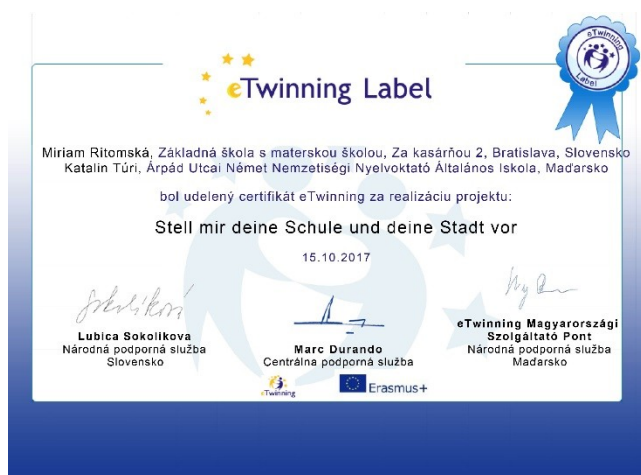 eTwinning
Label
eTwinning Label
Miriam Ritomská, Základná škola s materskou školou, Za kasárňou 2, Bratislava, Slovensko
Katalin Túri, Árpád Utcai Német Nemzetiségi Nyelvoktató Általános Iskola, Maďarsko
bol udelený certifikát eTwinning za realizáciu projektu:
Stell mir deine Schule und deine Stadt vor
15.10.2017
Sokolíková
Lubica Sokolikova
Národná podporná služba
Slovensko
Marc Durando
Centrálna podporná služba
eTwinning Magyarországi
Szolgáltató Pont
Národná podporná služba
Maďarsko
eTwinning
Erasmus+